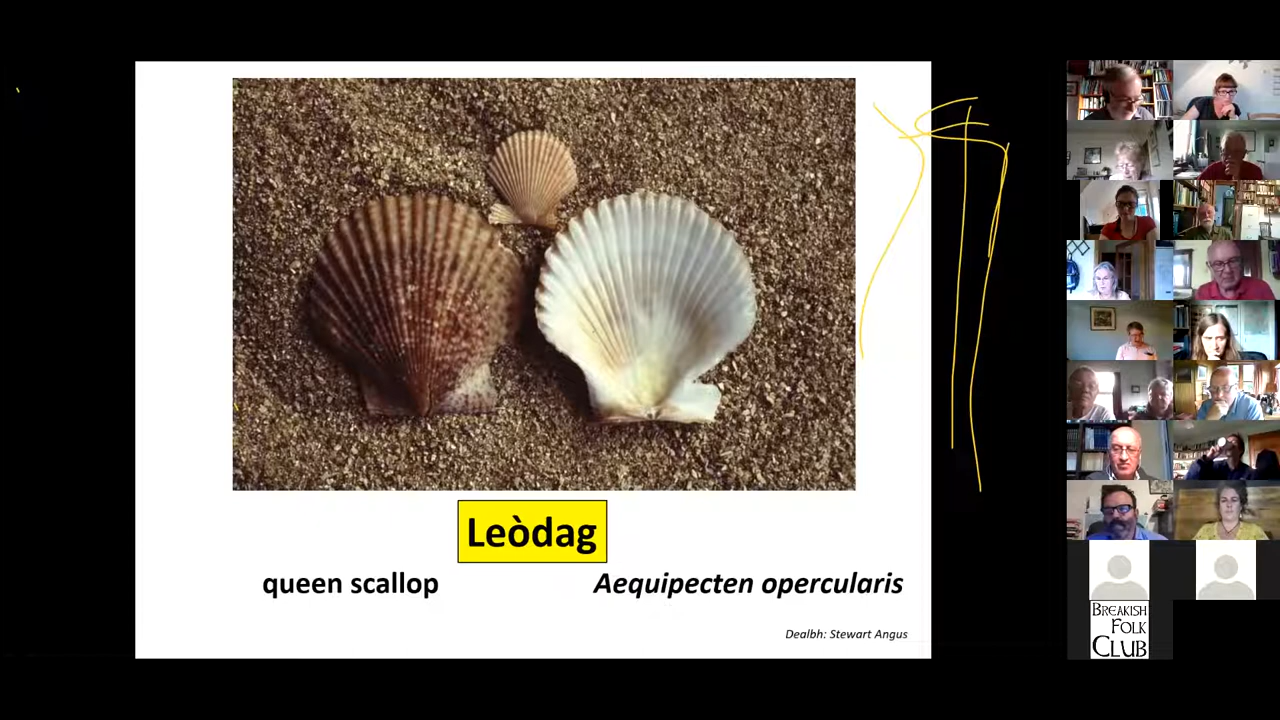 Leòdag
queen scallop
Aequipecten opercularis
Dealbh: Stewart Angus
BREAKISH
FOLK
CLUB